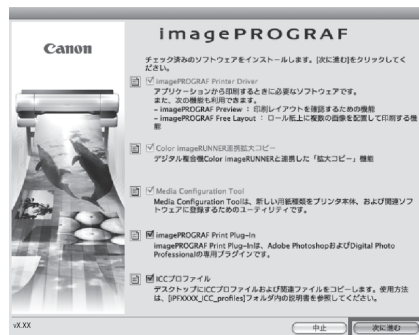 imagePROGRAF
Canon
チェック済みのソフトウェアをインストールします。[次に進む]をクリックしてく
ださい。
imagePROGRAF Printer Driver
アプリケーションから印刷するときに必要なソフトウェアです。
また、次の機能も利用できます。
– imagePROGRAF Preview : 印刷レイアウトを確認するための機能
– imagePROGRAF Free Layout : ロール紙上に複数の画像を配置して印刷する機
能
Color imageRUNNER連携拡大コピー
デジタル複合機Color imageRUNNERと連携した「拡大コピー」機能
Media Configuration Tool
Media Configuration Toolは、新しい用紙種類をプリンタ本体、および関連ソフ
トウェアに登録するためのユーティリティです。
imagePROGRAF Print Plug-In
imagePROGRAF Print Plug-Inは、Adobe PhotoshopおよびDigital Photo
Professionalの専用プラグインです。
ICCプロファイル
デスクトップにICCプロファイルおよび関連ファイルをコピーします。使用方法
は、[iPFXXXX_ICC_profiles]フォルダ内の説明書を参照してください。
vX.XX
中止
次に進む